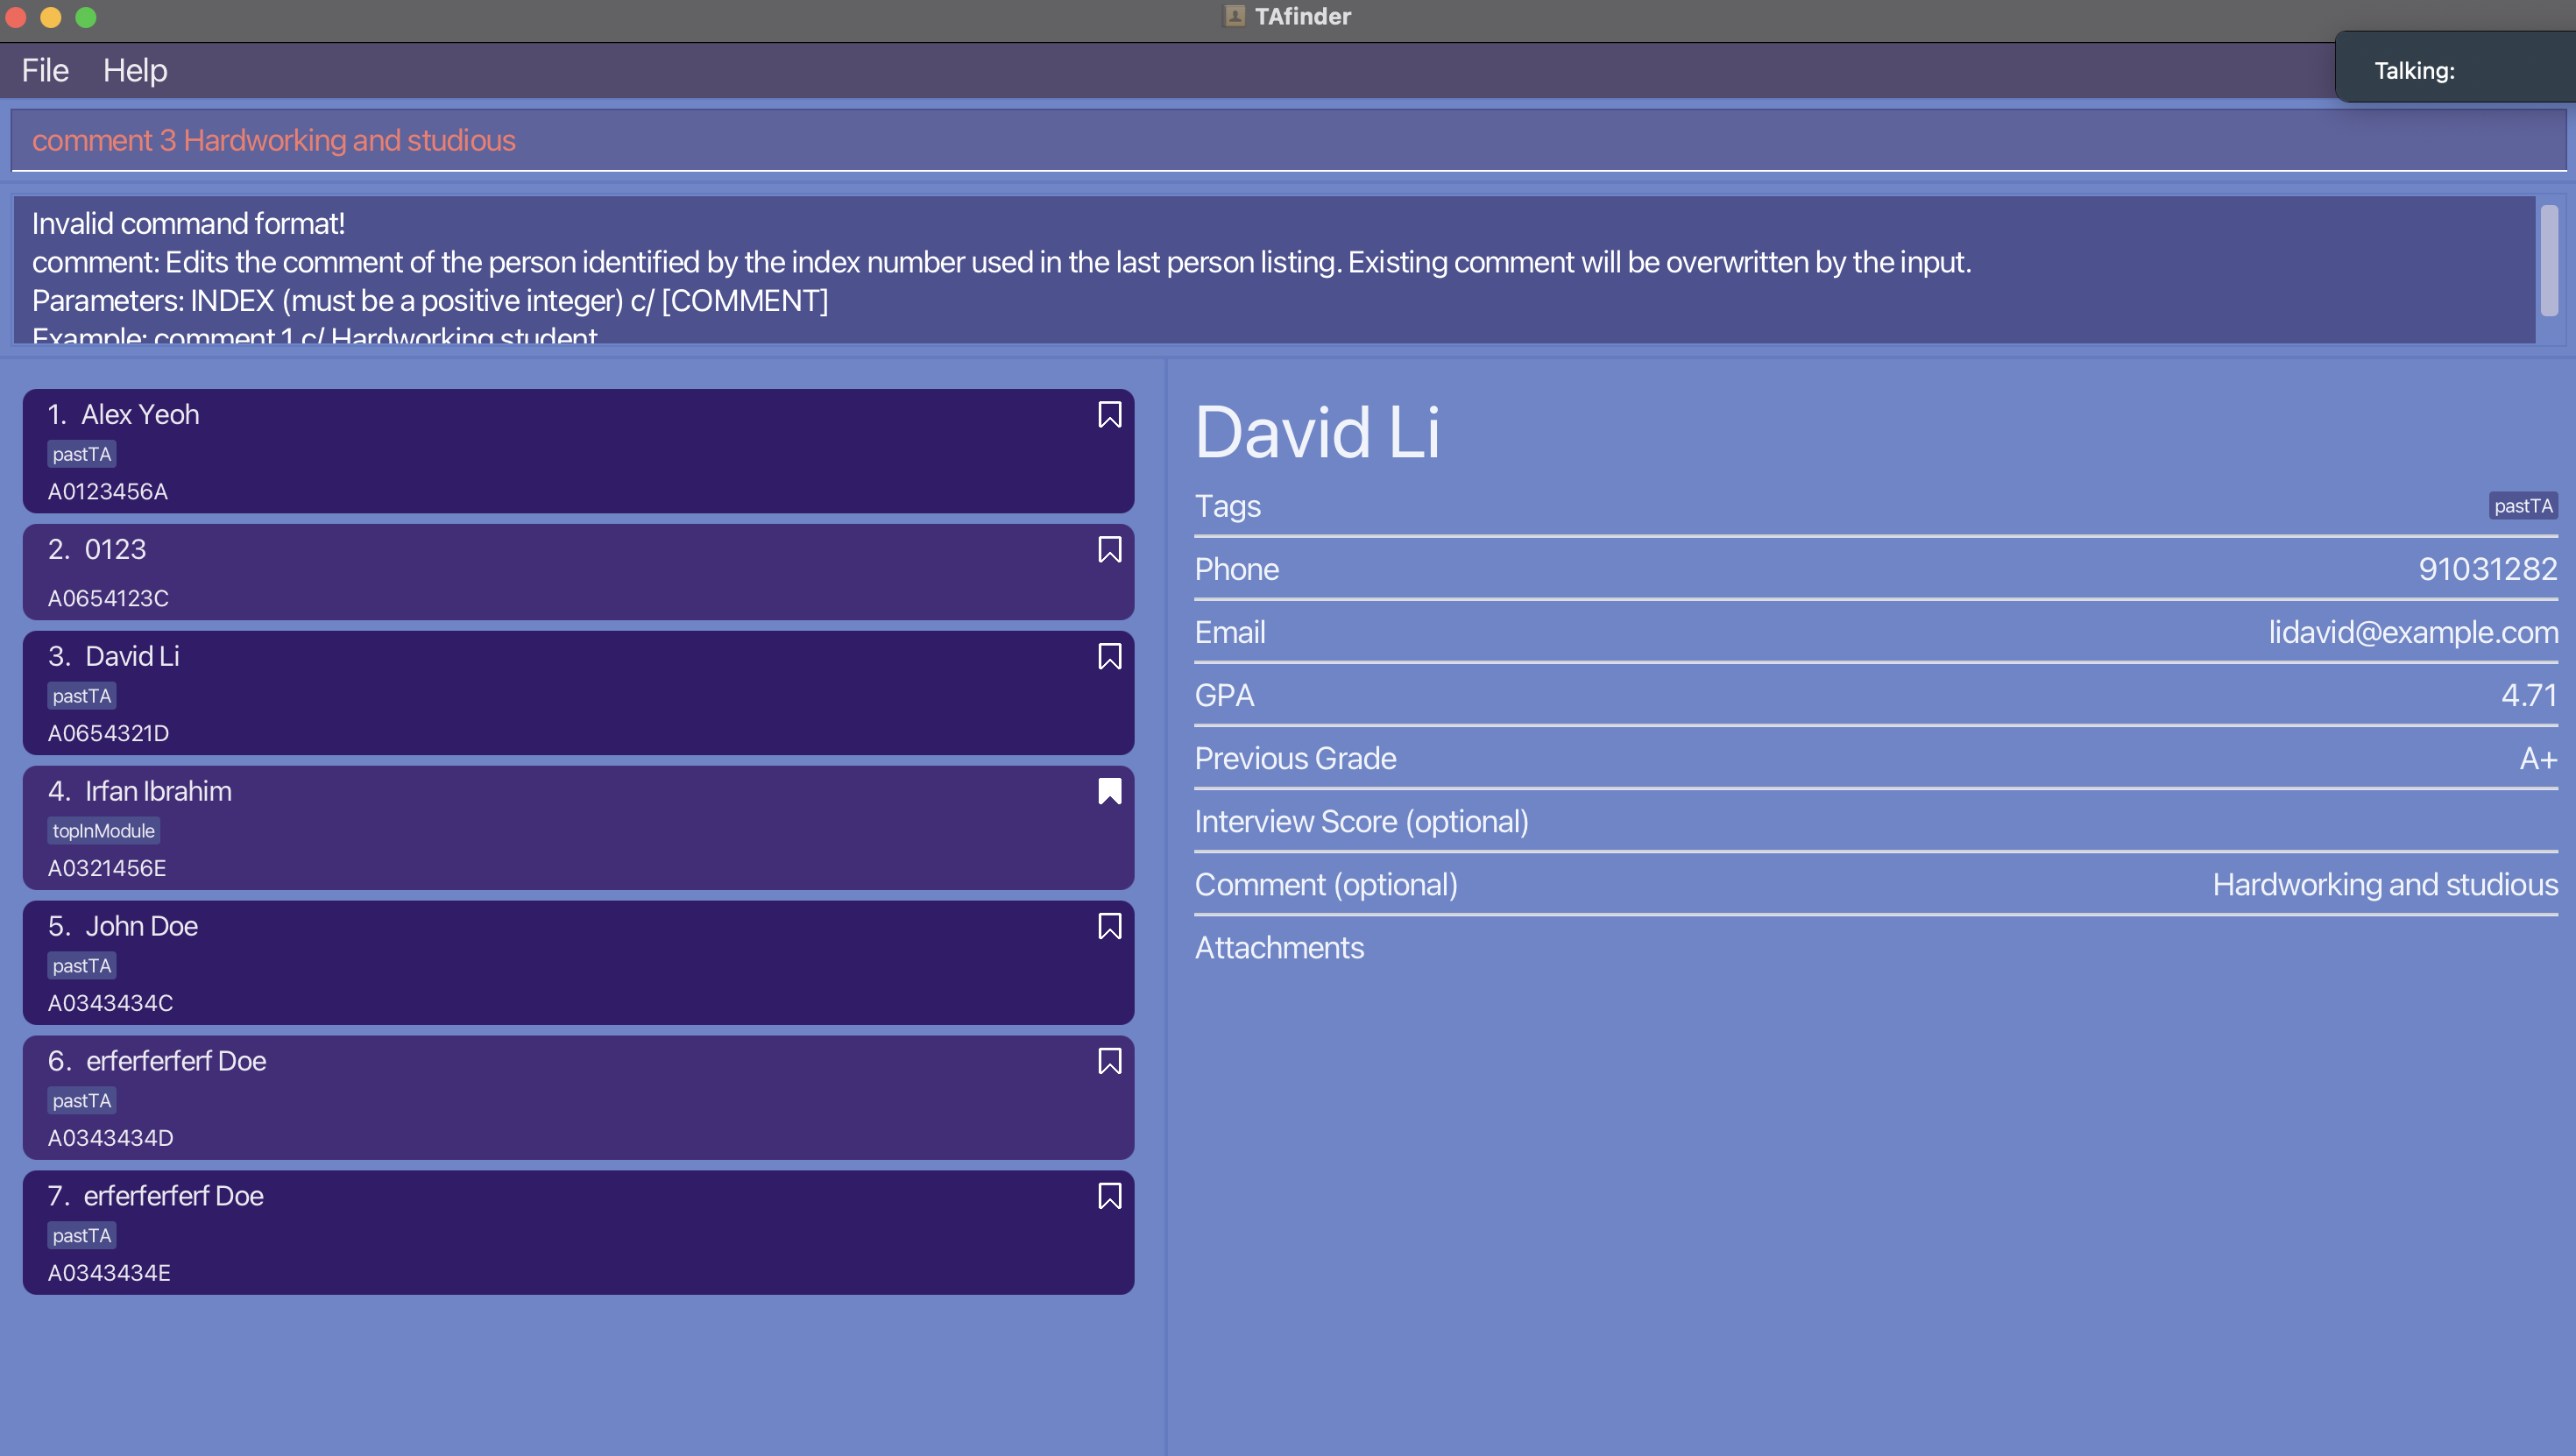 TAfinder
File Help
Talking:
comment 3 Hardworking and studious
Invalid command format!
comment: Edits the comment of the person identified by the index number used in the last person listing. Existing comment will be overwritten by the input.
Parameters: INDEX (must be a positive integer) c/ [COMMENT]
Example: comment 1 c/ Hardworking student
1. Alex Yeoh
pastTA
A0123456A
2. 0123
A0654123C
3. David Li
pastTA
A0654321D
4. Irfan Ibrahim
topInModule
A0321456E
5. John Doe
pastTA
A0343434C
6. erferferferf Doe
pastTA
A0343434D
7. erferferferf Doe
pastTA
A0343434E
David Li
Tags pastTA
Phone 91031282
Email lidavid@example.com
GPA 4.71
Previous Grade A+
Interview Score (optional)
Comment (optional) Hardworking and studious
Attachments